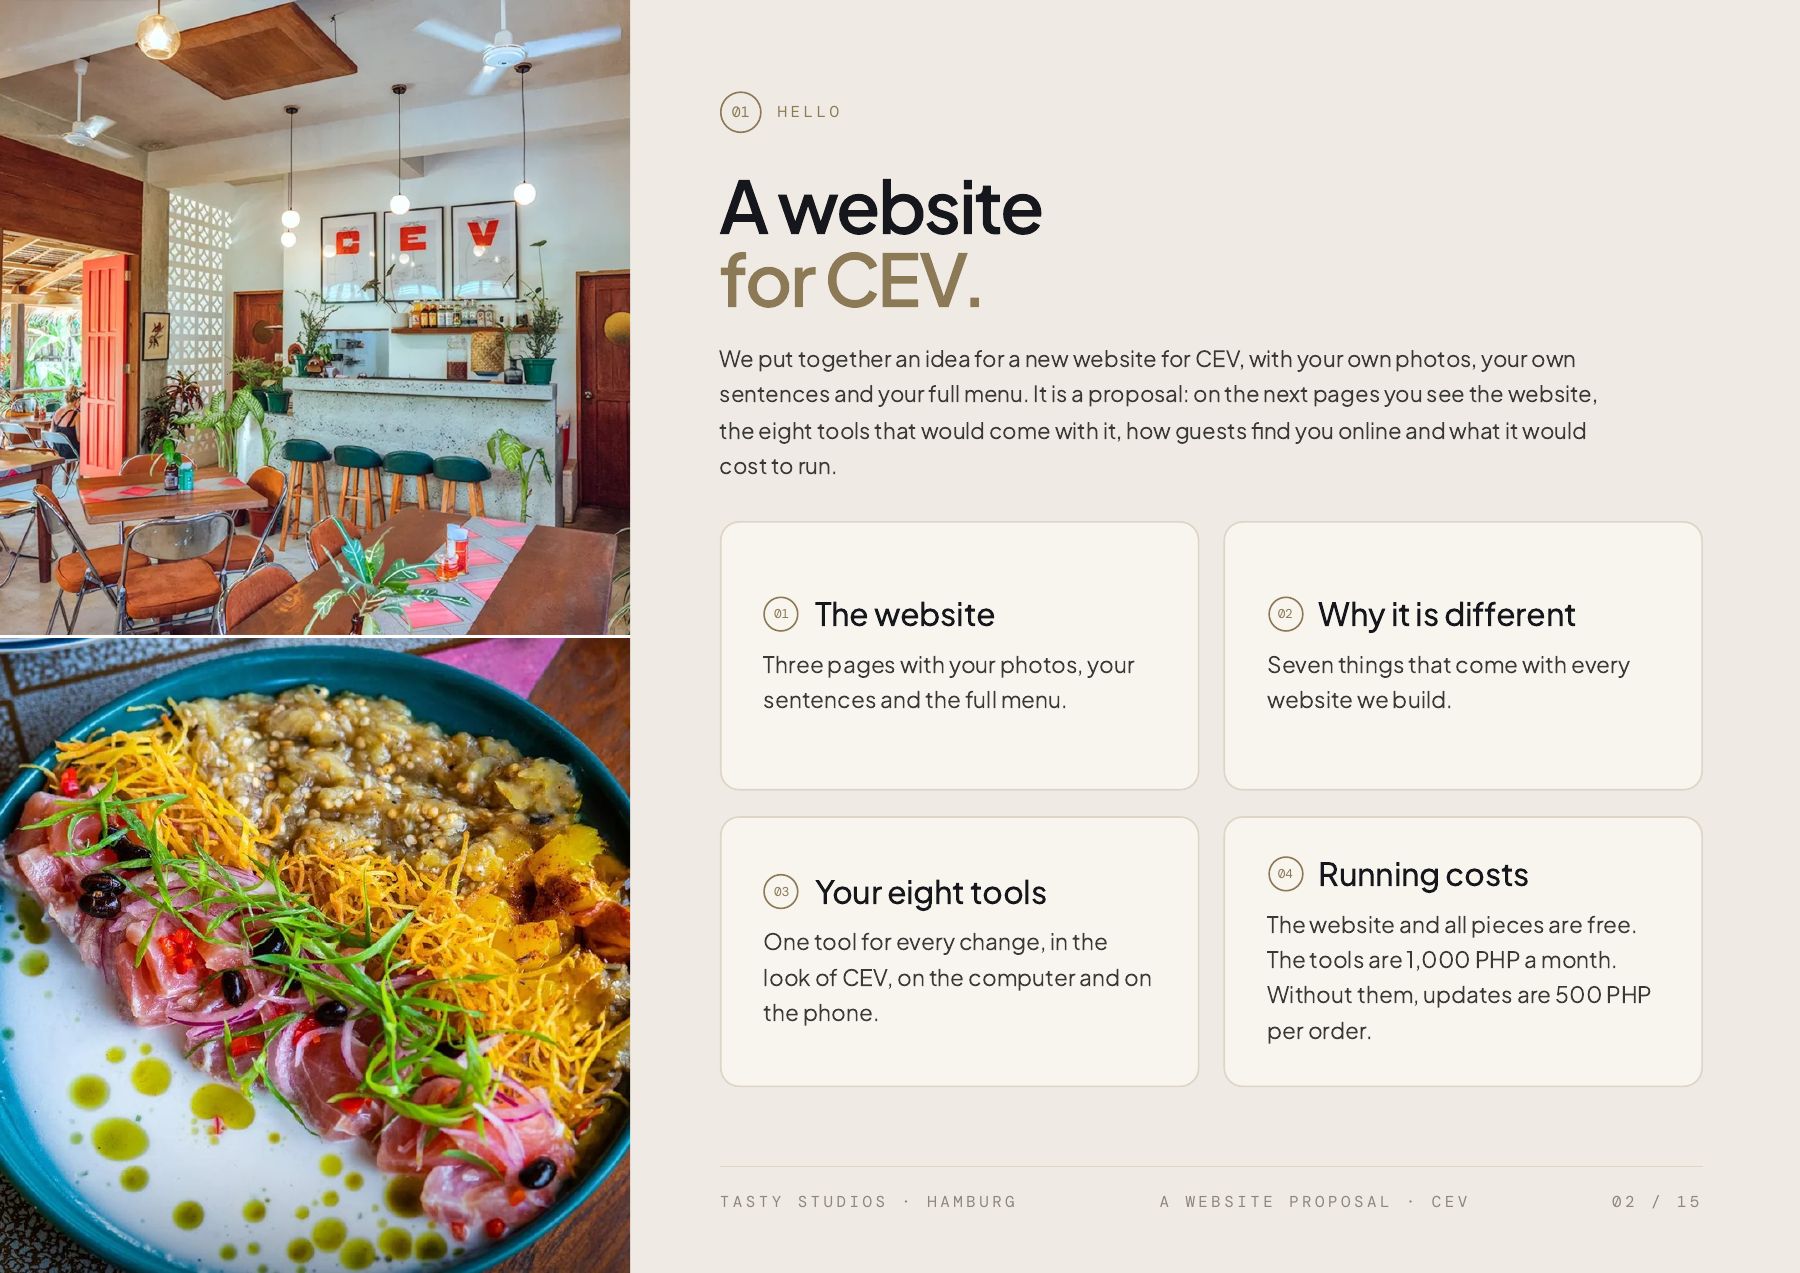 C E V
01 HELLO
A website
for CEV.
We put together an idea for a new website for CEV, with your own photos, your own
sentences and your full menu. It is a proposal: on the next pages you see the website,
the eight tools that would come with it, how guests find you online and what it would
cost to run.
01 The website
Three pages with your photos, your
sentences and the full menu.
02 Why it is different
Seven things that come with every
website we build.
03 Your eight tools
One tool for every change, in the
look of CEV, on the computer and on
the phone.
04 Running costs
The website and all pieces are free.
The tools are 1,000 PHP a month.
Without them, updates are 500 PHP
per order.
TASTY STUDIOS · HAMBURG
A WEBSITE PROPOSAL · CEV
02 / 15